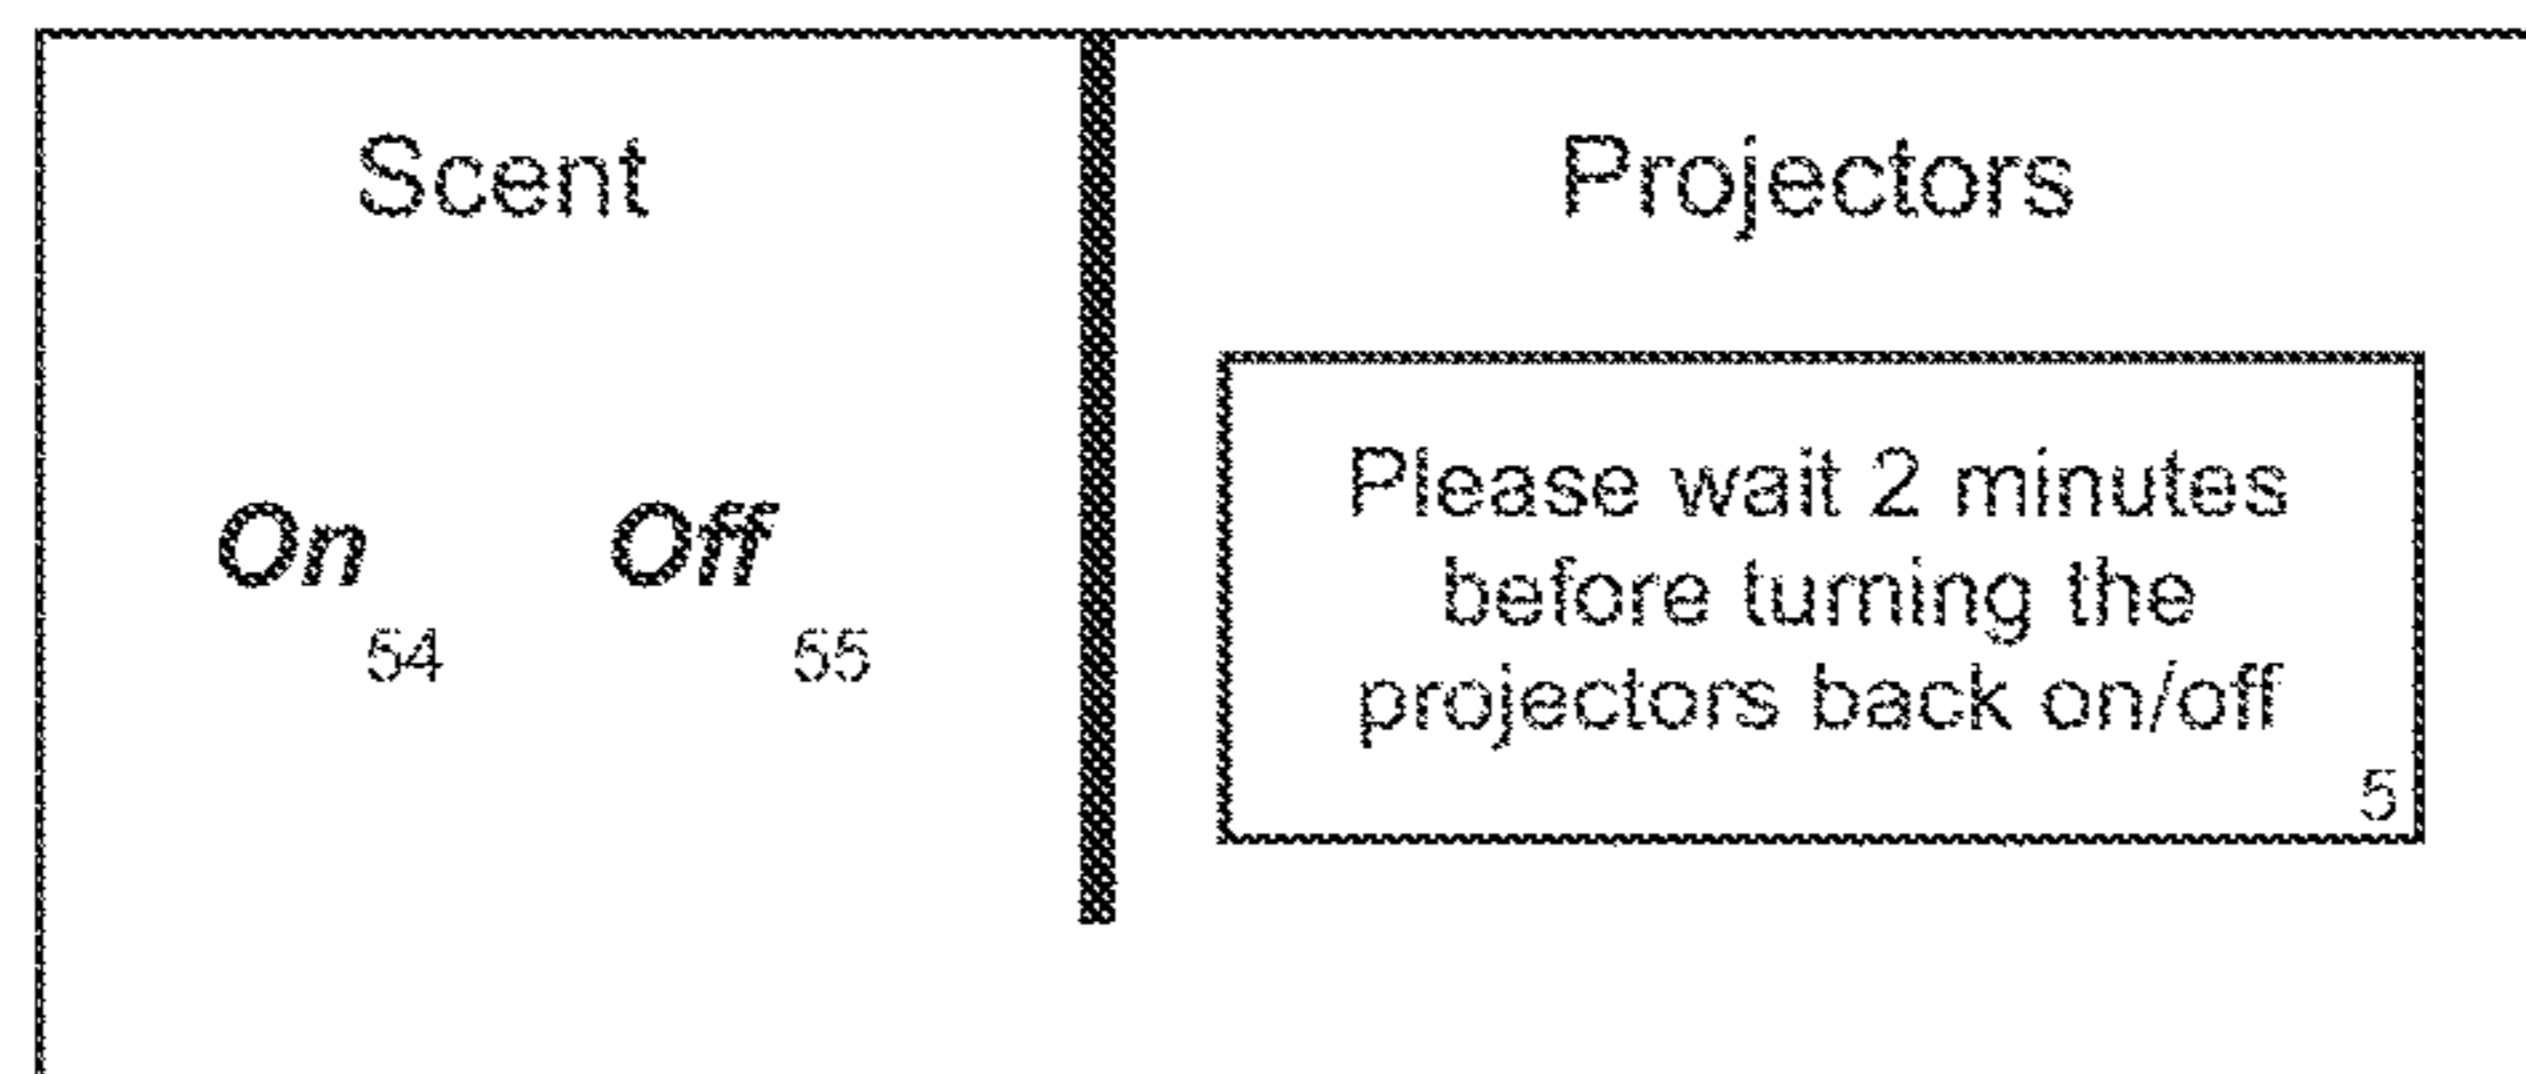 Scent
On
54
Off
55
Projectors
Please wait 2 minutes
before turning the
projectors back on/off
5